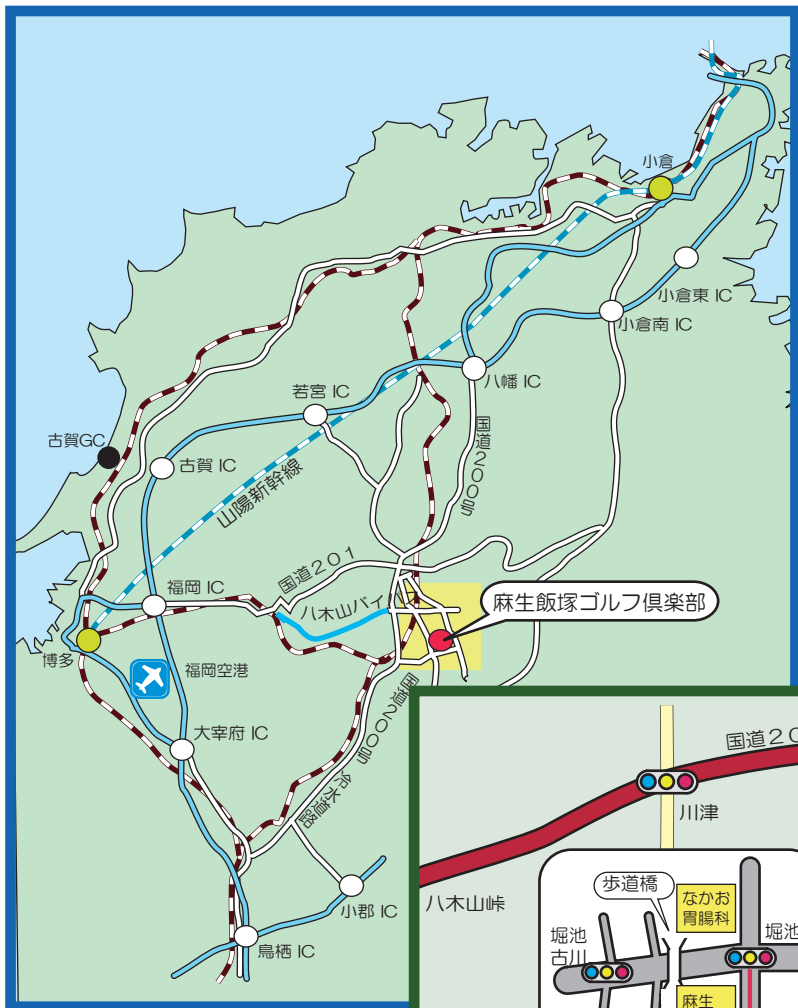 小倉
小倉東 IC
小倉南 IC
八幡 IC
若宮 IC
国道200号
古賀GC
古賀 IC
山陽新幹線
国道201
福岡 IC
八木山バイパス
麻生飯塚ゴルフ倶楽部
博多
福岡空港
国道200号
大宰府 IC
冷水道路
小郡 IC
鳥栖 IC
国道20
川津
八木山峠
歩道橋
なかお
胃腸科
堀池
古川
堀池
麻生